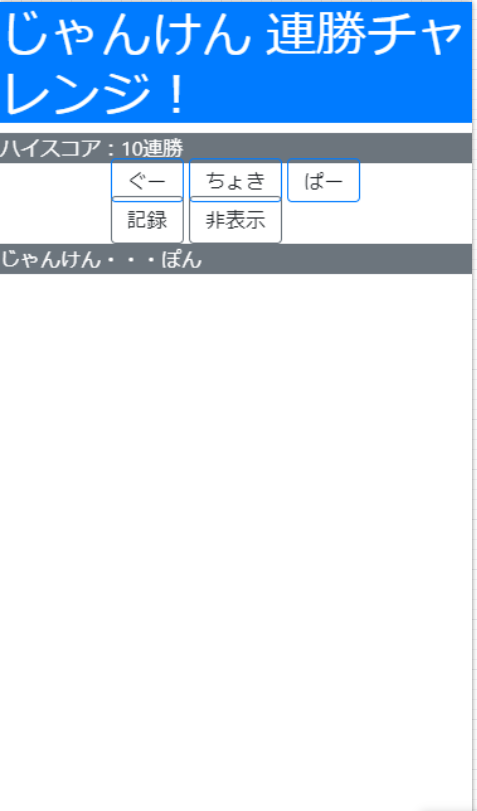 じゃんけん 連勝チャ
レンジ！
ハイスコア：10連勝
ぐー ちょき ぱー
記録 非表示
じゃんけん・・・ぽん